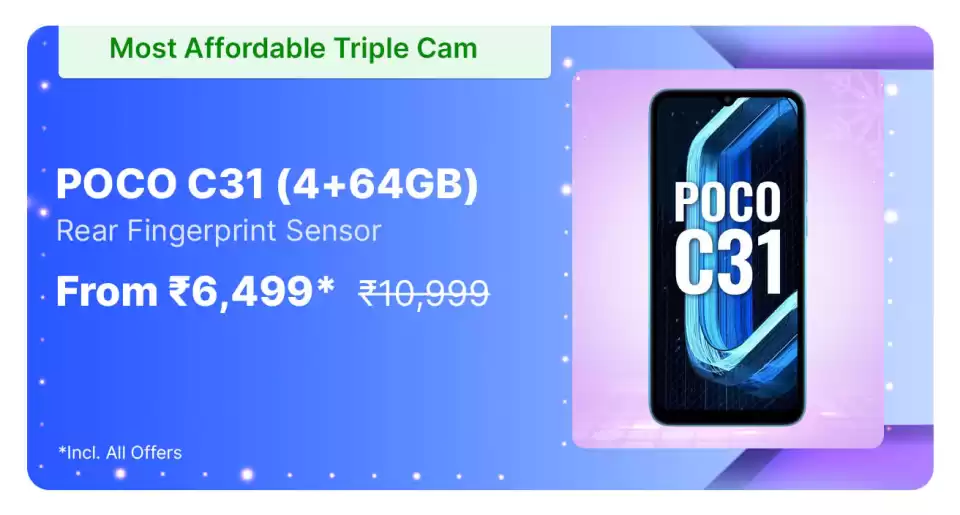 Most Affordable Triple Cam
POCO C31 (4+64GB)
Rear Fingerprint Sensor
From ₹6,499* ₹10,999
*Incl. All Offers
POCO
C31